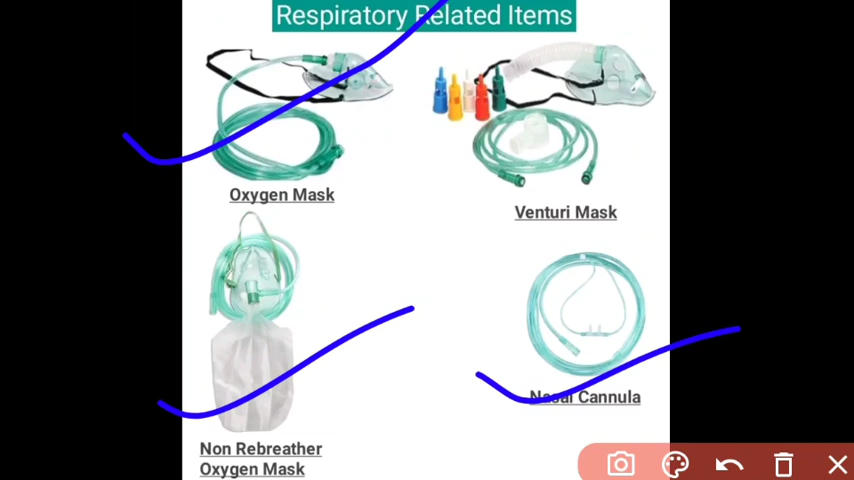 Respiratory Related Items
Oxygen Mask
Venturi Mask
Nasal Cannula
Non Rebreather
Oxygen Mask